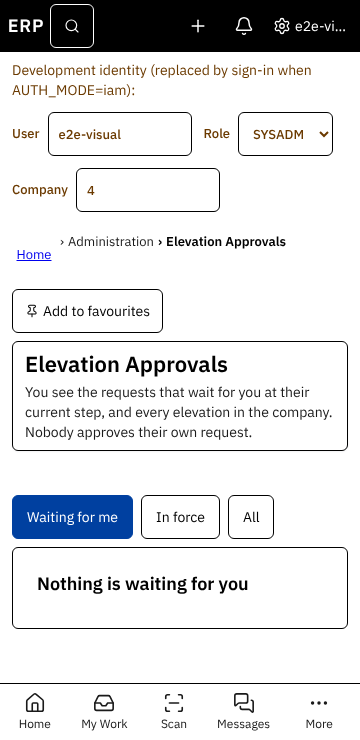 ERP
e2e-vi...
Development identity (replaced by sign-in when
AUTH_MODE=iam):
User e2e-visual Role SYSADM
Company 4
Home › Administration › Elevation Approvals
Add to favourites
Elevation Approvals
You see the requests that wait for you at their
current step, and every elevation in the company.
Nobody approves their own request.
Waiting for me In force All
Nothing is waiting for you
Home My Work Scan Messages More